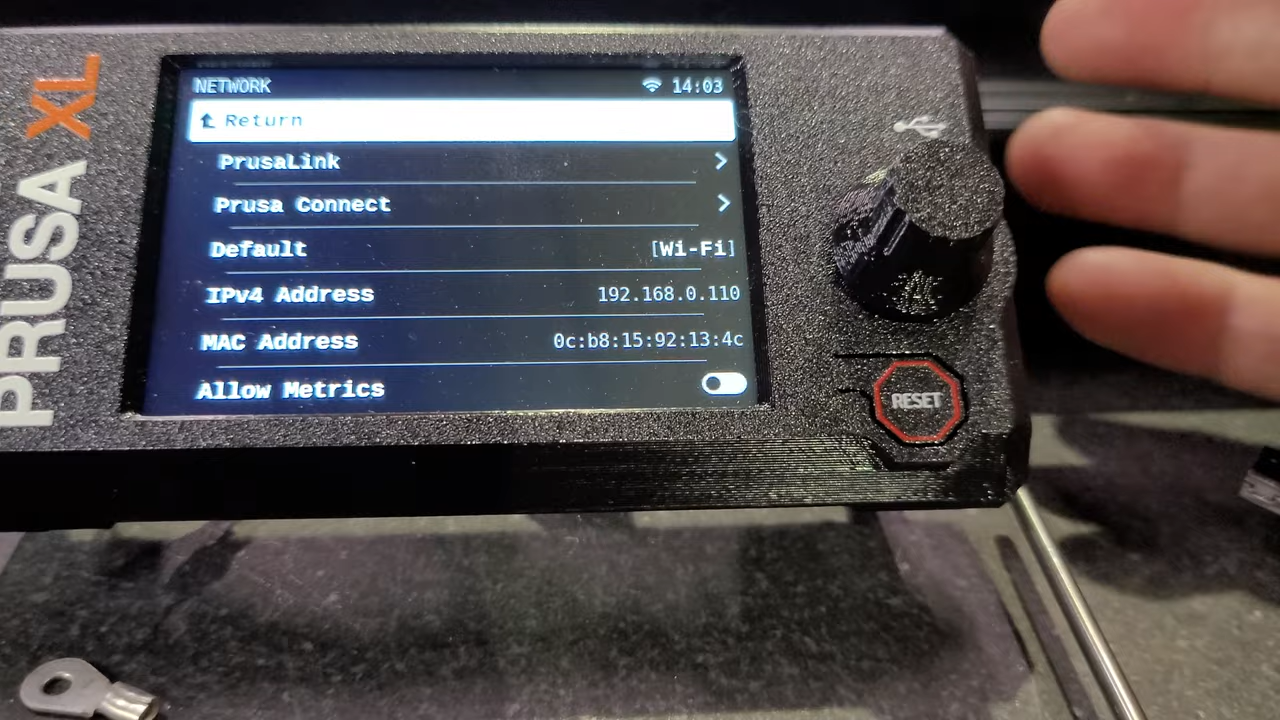 PRUSA XL
NETWORK 14:03
Return
PrusaLink
Prusa Connect
Default [Wi-Fi]
IPv4 Address 192.168.0.110
MAC Address 0c:b8:15:92:13:4c
Allow Metrics
RESET